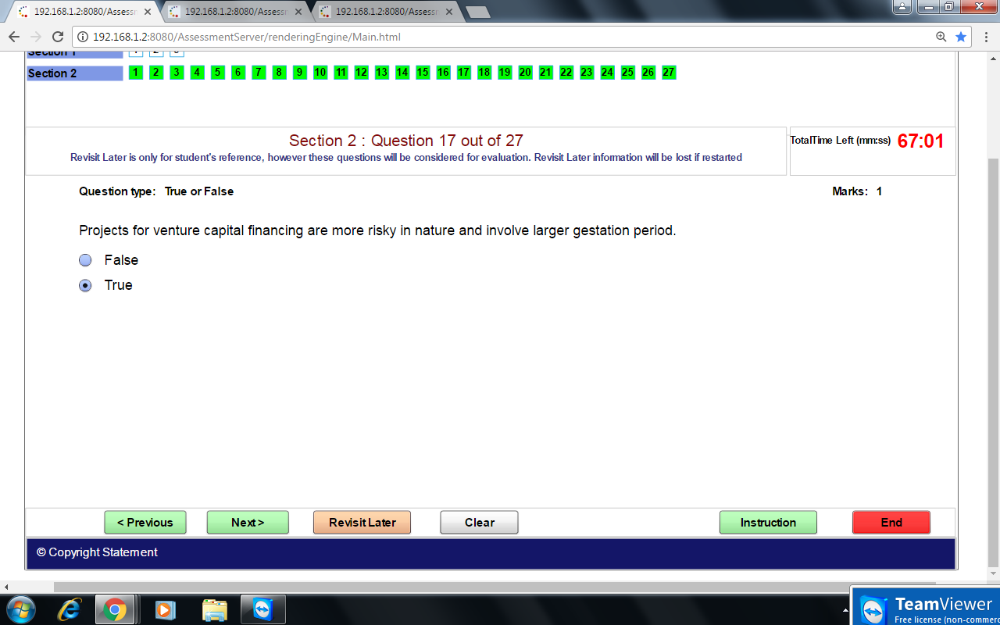 192.168.1.2:8080/Assessm 192.168.1.2:8080/Assessm 192.168.1.2:8080/Assessm
192.168.1.2:8080/AssessmentServer/renderingEngine/Main.html
Section 1 1 2 3
Section 2 1 2 3 4 5 6 7 8 9 10 11 12 13 14 15 16 17 18 19 20 21 22 23 24 25 26 27
Section 2 : Question 17 out of 27
Revisit Later is only for student's reference, however these questions will be considered for evaluation. Revisit Later information will be lost if restarted
TotalTime Left (mm:ss) 67:01
Question type: True or False Marks: 1
Projects for venture capital financing are more risky in nature and involve larger gestation period.
False
True
< Previous Next > Revisit Later Clear Instruction End
© Copyright Statement
TeamViewer
Free license (non-commerc